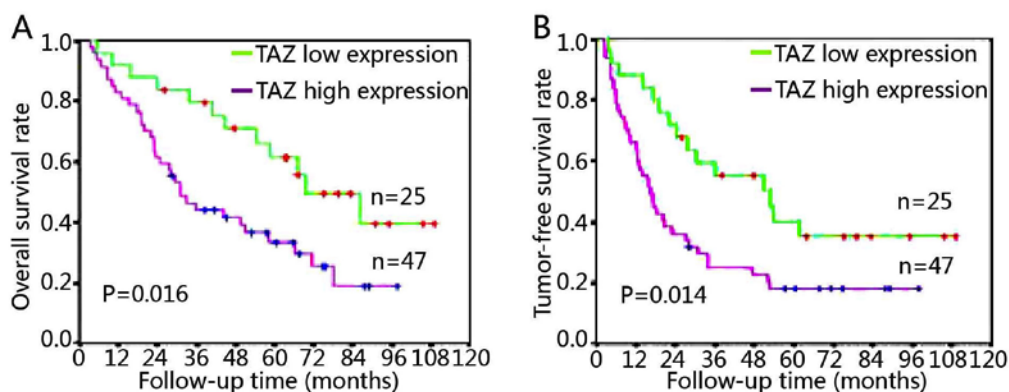 A
1.0
0.8
0.6
0.4
0.2
0.0
Overall survival rate
TAZ low expression
TAZ high expression
n=25
n=47
P=0.016
12 24 36 48 60 72 84 96 108 120
Follow-up time (months)
B
1.0
0.8
0.6
0.4
0.2
0.0
Tumor-free survival rate
TAZ low expression
TAZ high expression
n=25
n=47
P=0.014
0 12 24 36 48 60 72 84 96 108 120
Follow-up time (months)